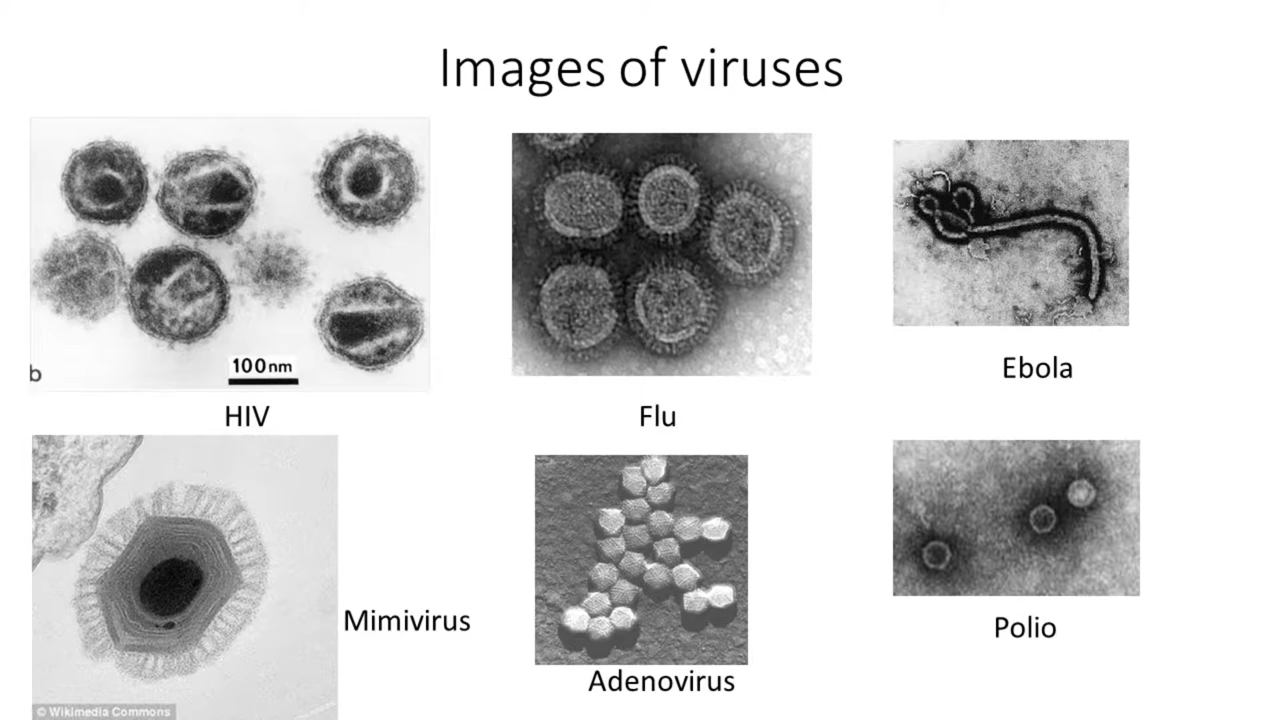 Images of viruses
b
100nm
HIV
Flu
Ebola
Mimivirus
Adenovirus
Polio
© Wikimedia Commons